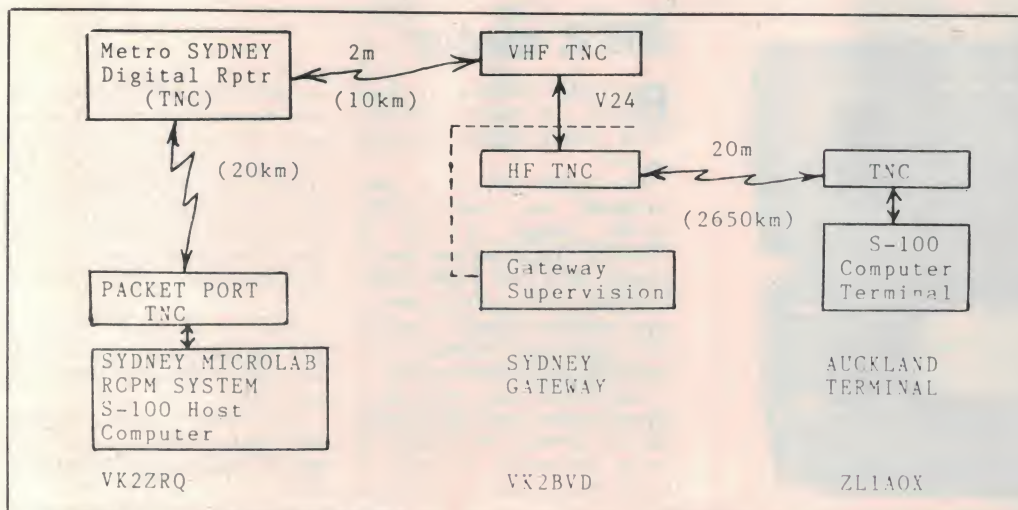 Metro SYDNEY
Digital Rptr
(TNC)
2m
(10km)
VHF TNC
V24
(20km)
HF TNC
20m
(2650km)
TNC
S-100
Computer
Terminal
Gateway
Supervision
PACKET PORT
TNC
SYDNEY MICROLAB
RCPM SYSTEM
S-100 Host
Computer
SYDNEY
GATEWAY
AUCKLAND
TERMINAL
VK2ZRQ
VK2BVD
ZL1AOX